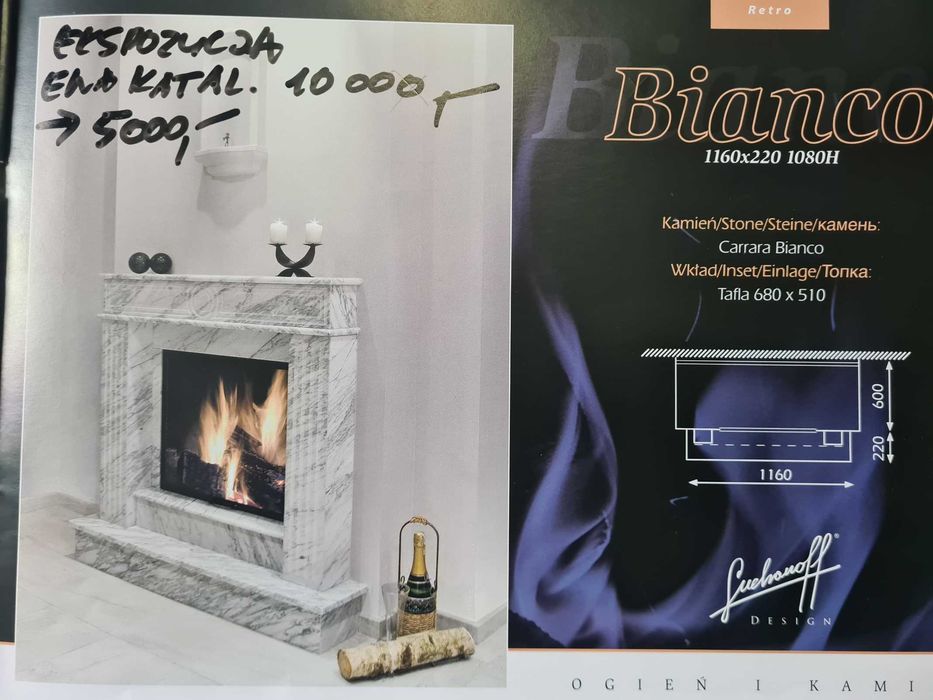 EKSPOZYCJA
CENA KATAL. 10 000,-
→ 5000,-
Retro
Bianco
1160x220 1080H
Kamień/Stone/Steine/камень:
Carrara Bianco
Wkład/Inset/Einlage/Топка:
Tafla 680 x 510
600
220
1160
Luchanoff®
DESIGN
OGIEŃ I KAMI